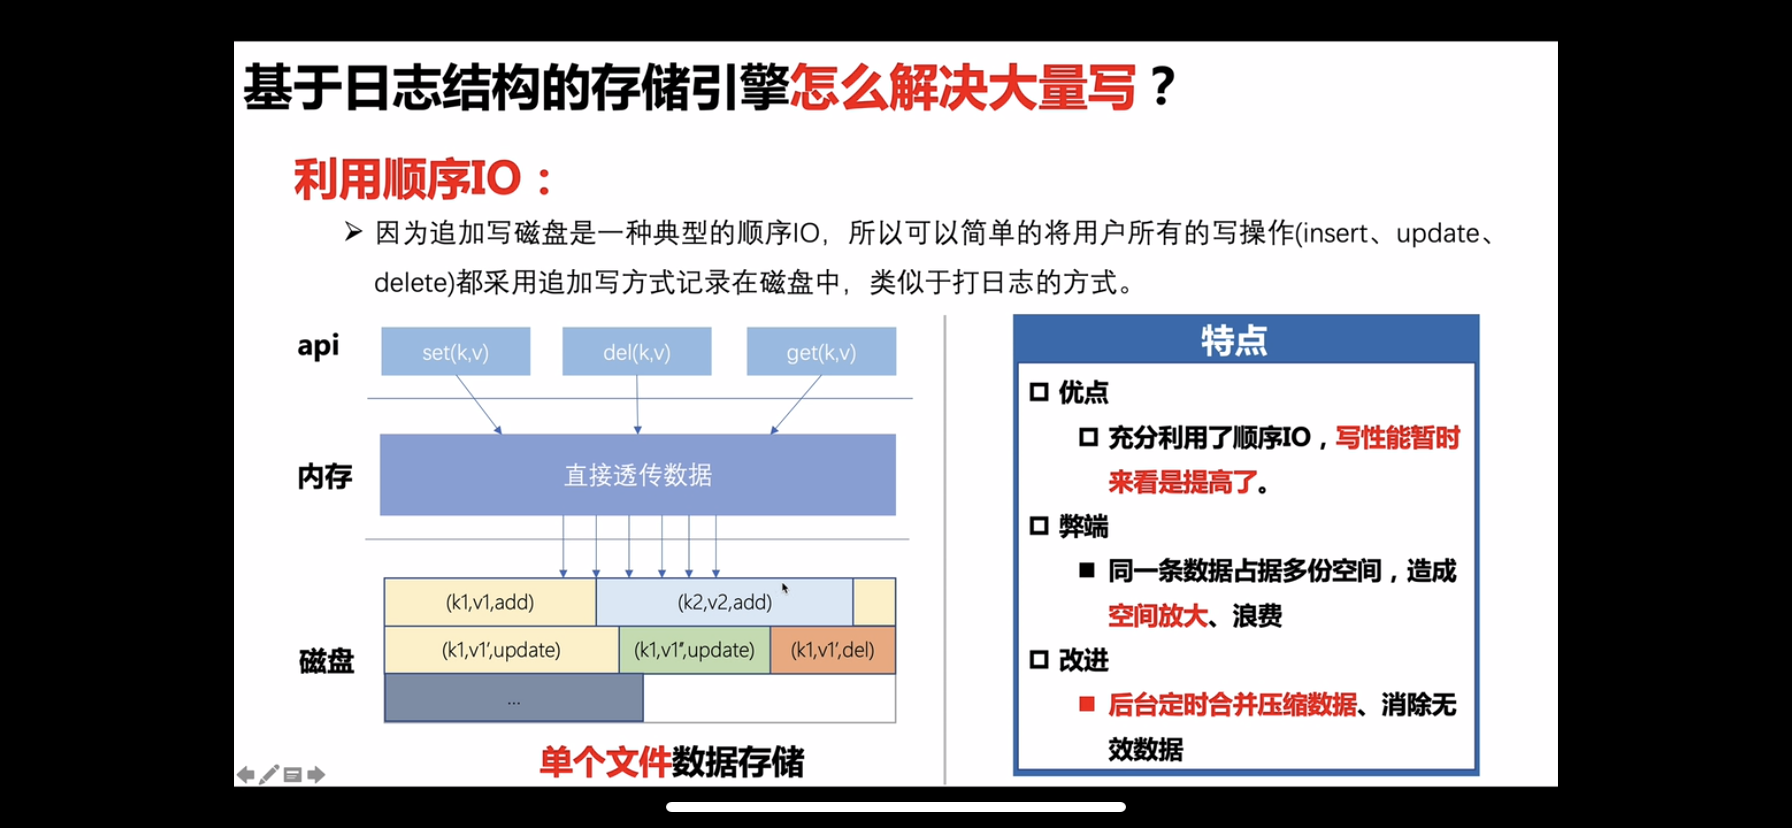 基于日志结构的存储引擎怎么解决大量写？
利用顺序IO：
因为追加写磁盘是一种典型的顺序IO，所以可以简单的将用户所有的写操作(insert、update、
delete)都采用追加写方式记录在磁盘中，类似于打日志的方式。
api
set(k,v)
del(k,v)
get(k,v)
内存
直接透传数据
磁盘
(k1,v1,add)
(k2,v2,add)
(k1,v1',update)
(k1,v1'',update)
(k1,v1',del)
...
单个文件数据存储
特点
优点
充分利用了顺序IO，写性能暂时
来看是提高了。
弊端
同一条数据占据多份空间，造成
空间放大、浪费
改进
后台定时合并压缩数据、消除无
效数据